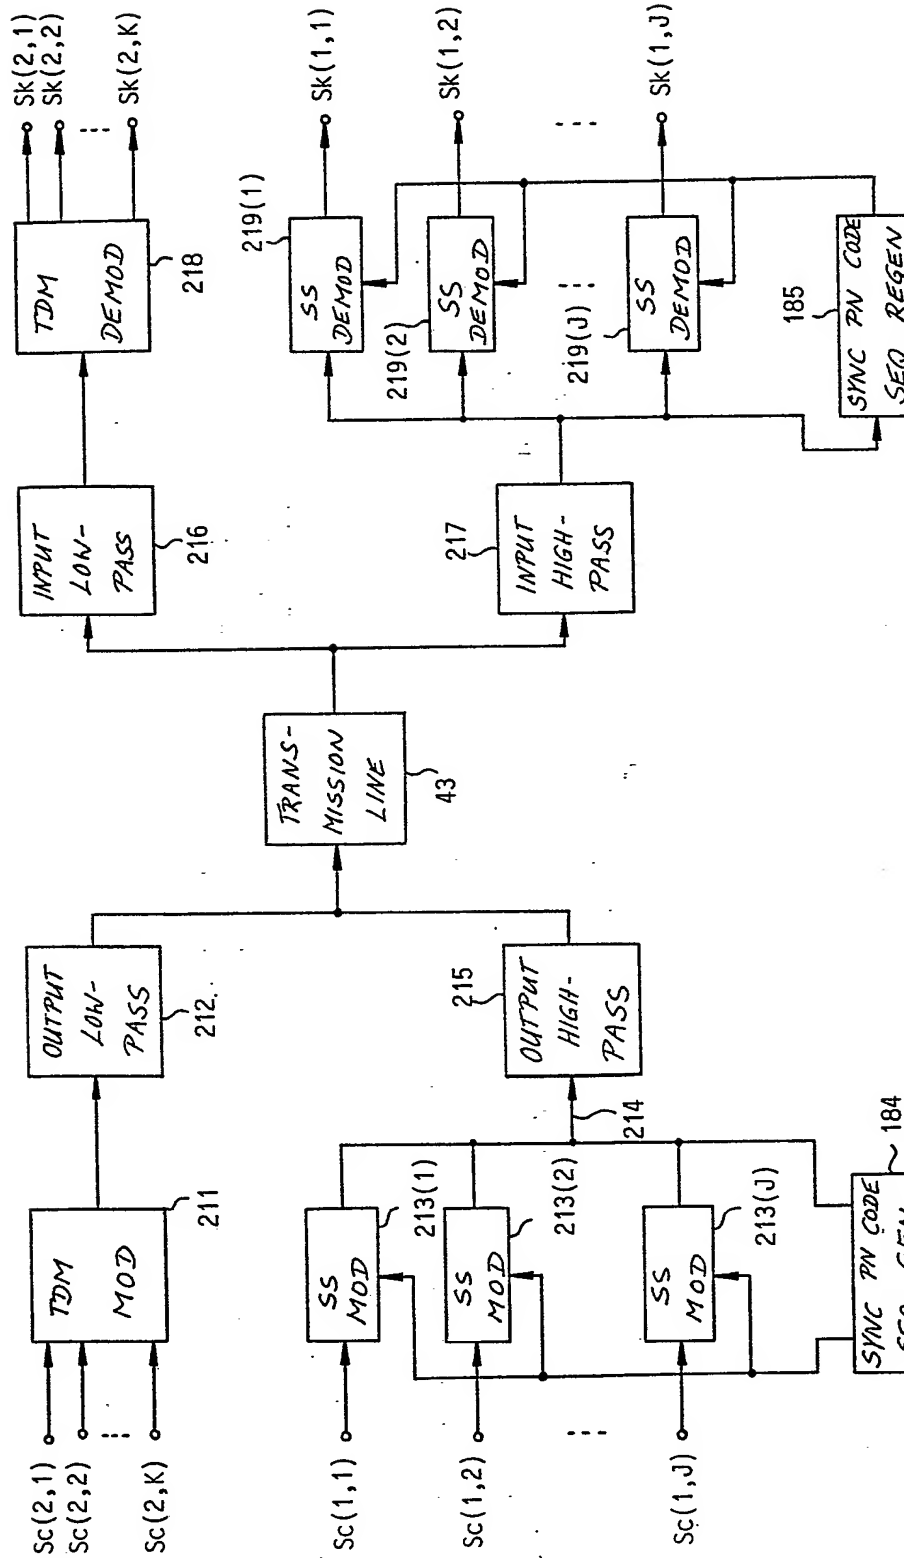 Sc(2,1)
Sc(2,2)
Sc(2,K)
TDM
MOD
211
OUTPUT
LOW-
PASS
212
Sc(1,1)
Sc(1,2)
Sc(1,J)
SS
MOD
213(1)
SS
MOD
213(2)
SS
MOD
213(J)
214
OUTPUT
HIGH-
PASS
215
SYNC PN CODE
184
TRANS-
MISSION
LINE
43
INPUT
LOW-
PASS
216
INPUT
HIGH-
PASS
217
TDM
DEMOD
218
Sk(2,1)
Sk(2,2)
Sk(2,K)
SS
DEMOD
219(1)
SS
DEMOD
219(2)
SS
DEMOD
219(J)
Sk(1,1)
Sk(1,2)
Sk(1,J)
SYNC PN CODE
SEQ REGEN
185